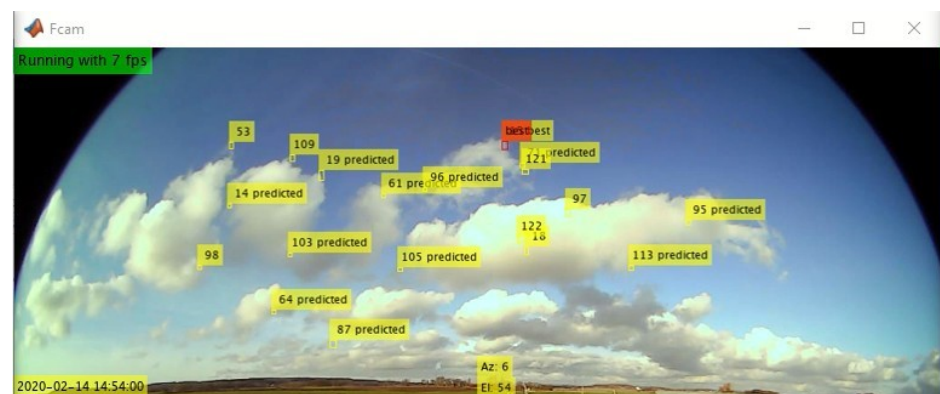 Fcam
Running with 7 fps
53
best
109
predicted
121
19 predicted
96 predicted
61
14 predicted
97
95 predicted
122
18
103 predicted
98
105 predicted
113 predicted
64 predicted
87 predicted
Az: 6
2020-02-14 14:54:00
El: 54